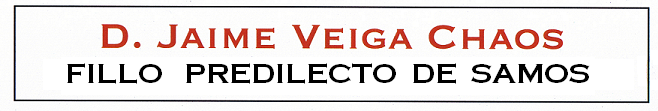 D. JAIME VEIGA CHAOS
FILLO PREDILECTO DE SAMOS